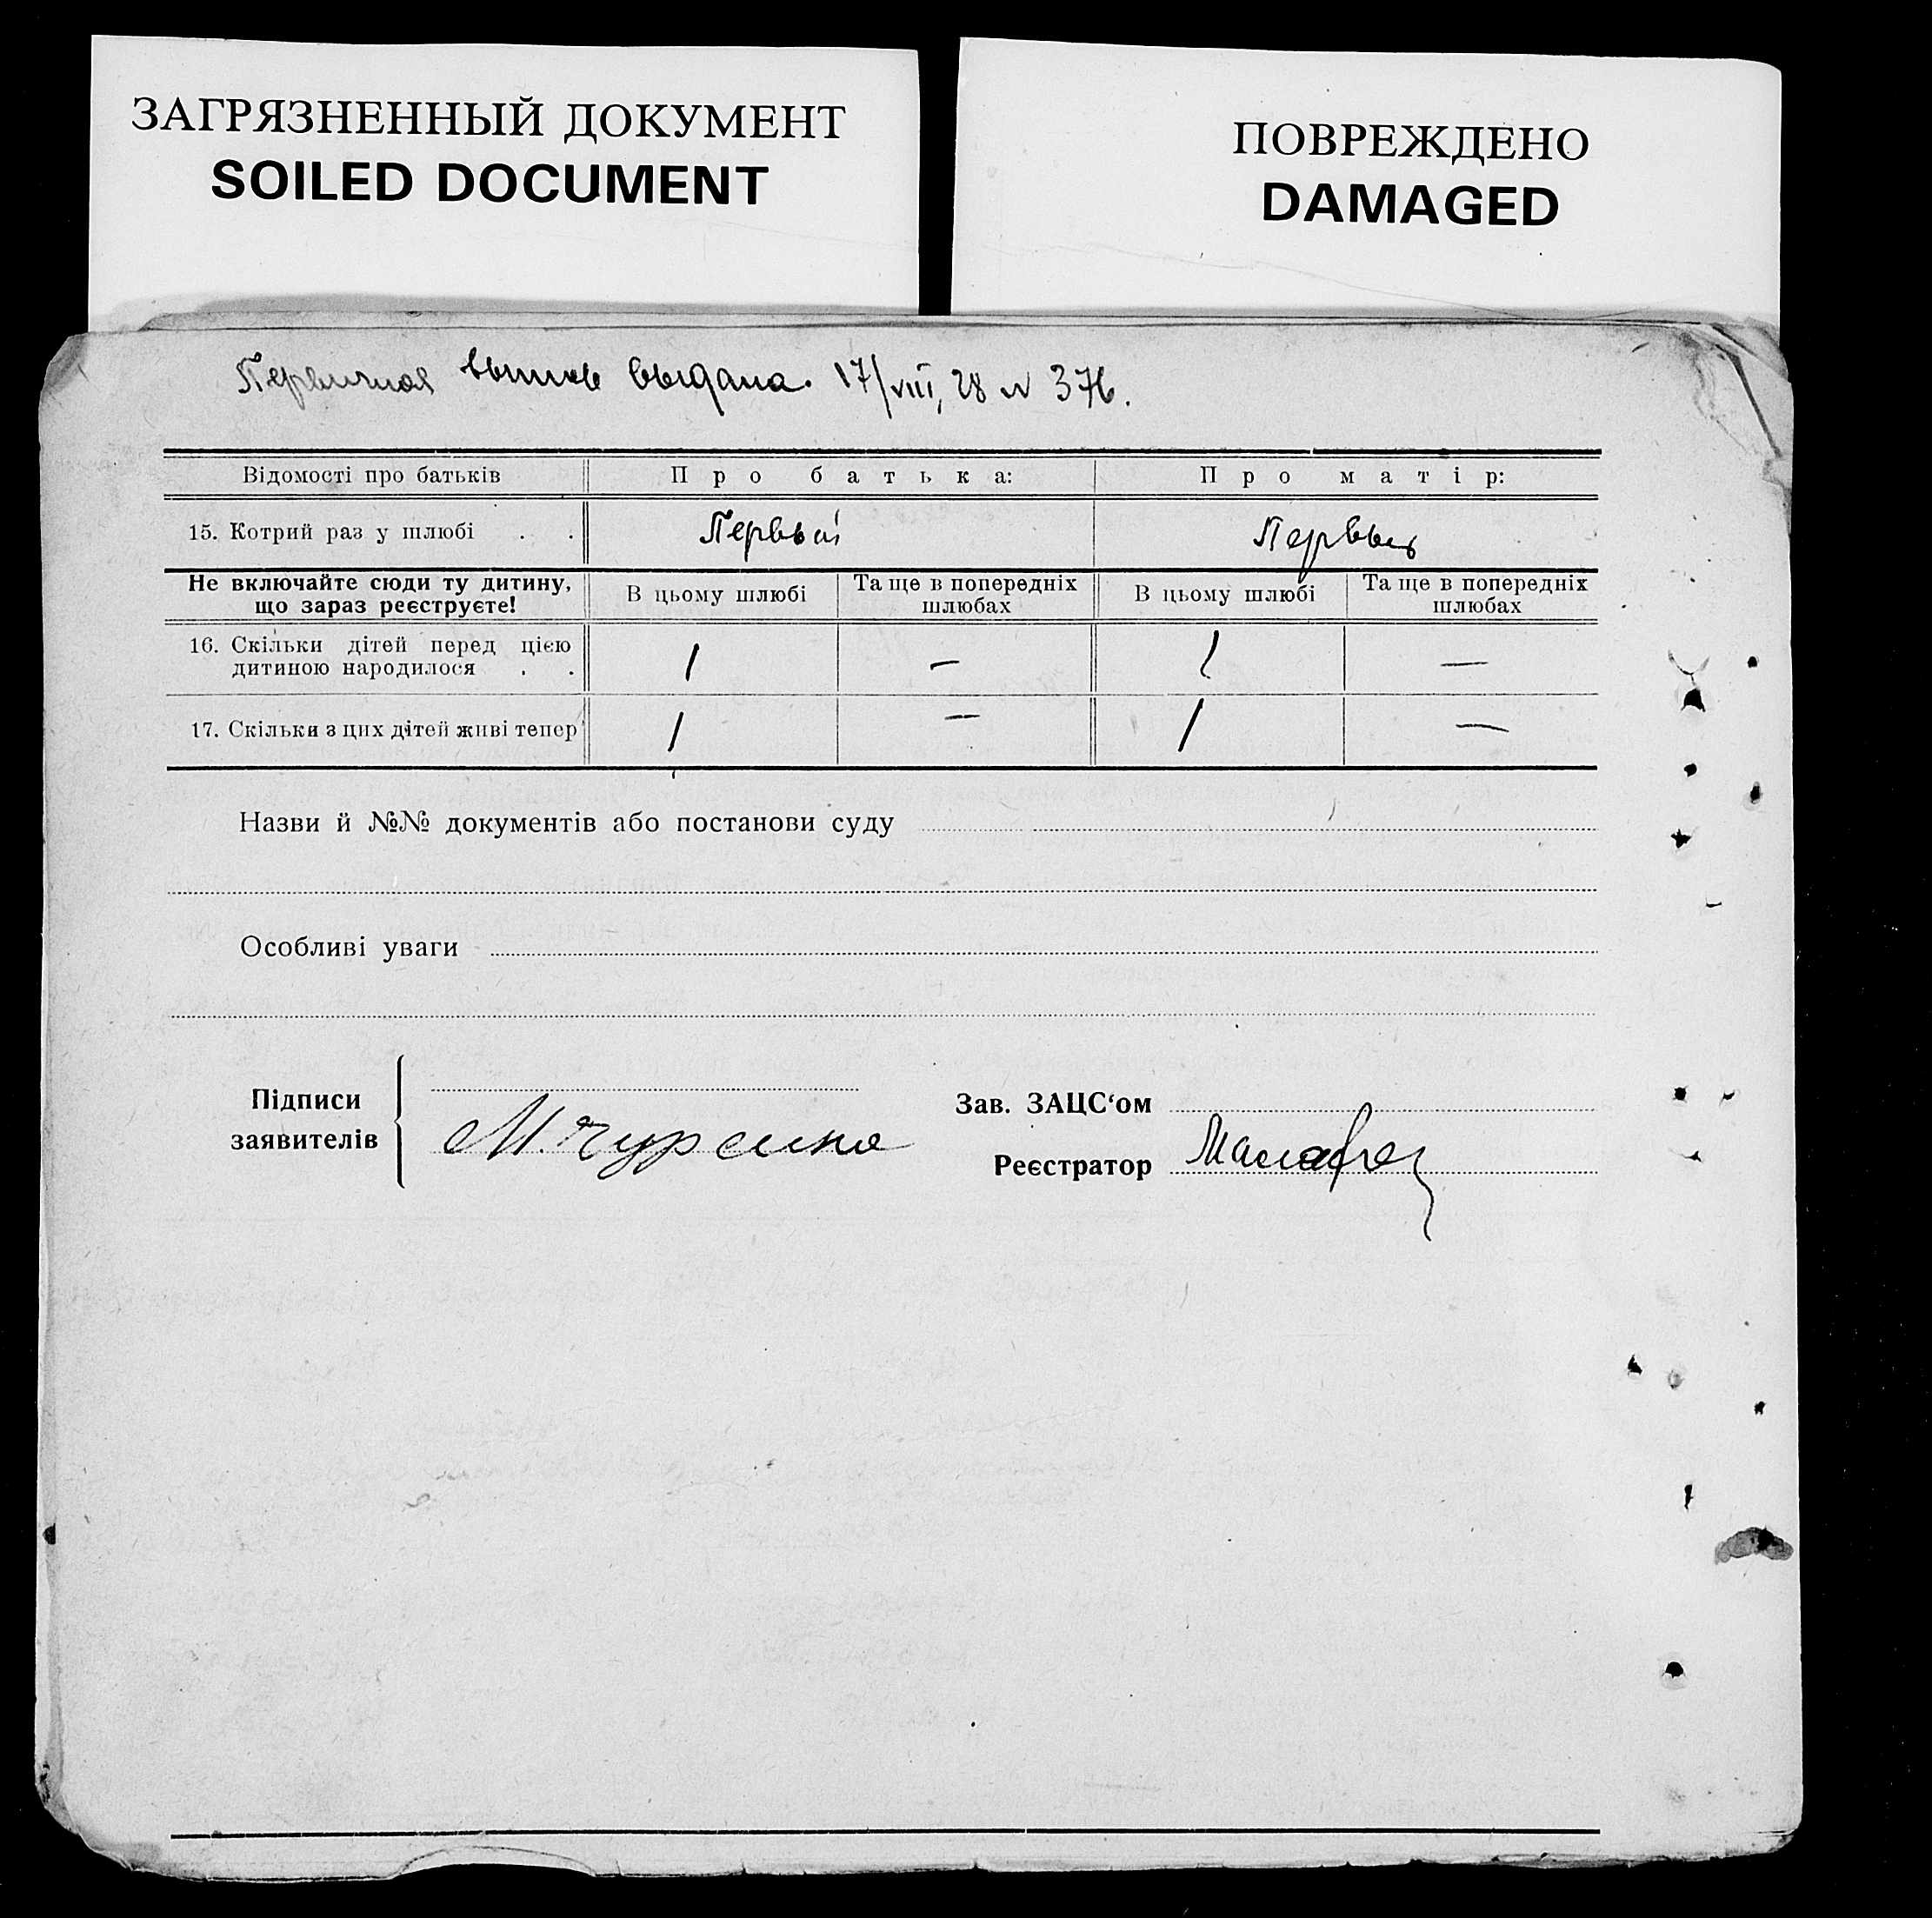 ЗАГРЯЗНЕННЫЙ ДОКУМЕНТ
SOILED DOCUMENT
ПОВРЕЖДЕНО
DAMAGED
Первичная выпись выдана. 17/VIII, 28 № 376.
Відомості про батьків Про батька: Про матір:
15. Котрий раз у шлюбі . . Первый Первый
Не включайте сюди ту дитину, що зараз реєструєте! В цьому шлюбі Та ще в попередніх шлюбах В цьому шлюбі Та ще в попередніх шлюбах
16. Скільки дітей перед цією
дитиною народилося . . 1 — 1 —
17. Скільки з цих дітей живі тепер 1 — 1 —
Назви й №№ документів або постанови суду
Особливі уваги
Підписи
заявителів
М. Чурсина
Зав. ЗАЦС‘ом
Реєстратор